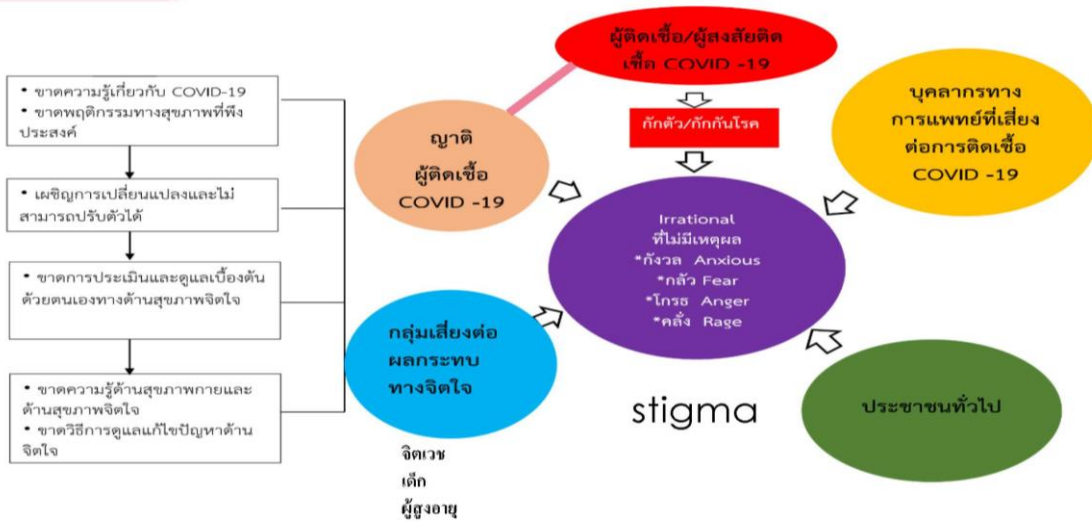 • ขาดความรู้เกี่ยวกับ COVID-19
• ขาดพฤติกรรมทางสุขภาพที่พึง
ประสงค์
• เผชิญการเปลี่ยนแปลงและไม่
สามารถปรับตัวได้
• ขาดการประเมินและดูแลเบื้องต้น
ด้วยตนเองทางด้านสุขภาพจิตใจ
• ขาดความรู้ด้านสุขภาพกายและ
ด้านสุขภาพจิตใจ
• ขาดวิธีการดูแลแก้ไขปัญหาด้าน
จิตใจ
ญาติ
ผู้ติดเชื้อ
COVID -19
กลุ่มเสี่ยงต่อ
ผลกระทบ
ทางจิตใจ
จิตเวช
เด็ก
ผู้สูงอายุ
ผู้ติดเชื้อ/ผู้สงสัยติด
เชื้อ COVID -19
กักตัว/กักกันโรค
Irrational
ที่ไม่มีเหตุผล
*กังวล Anxious
*กลัว Fear
*โกรธ Anger
*คลั่ง Rage
stigma
บุคลากรทาง
การแพทย์ที่เสี่ยง
ต่อการติดเชื้อ
COVID -19
ประชาชนทั่วไป